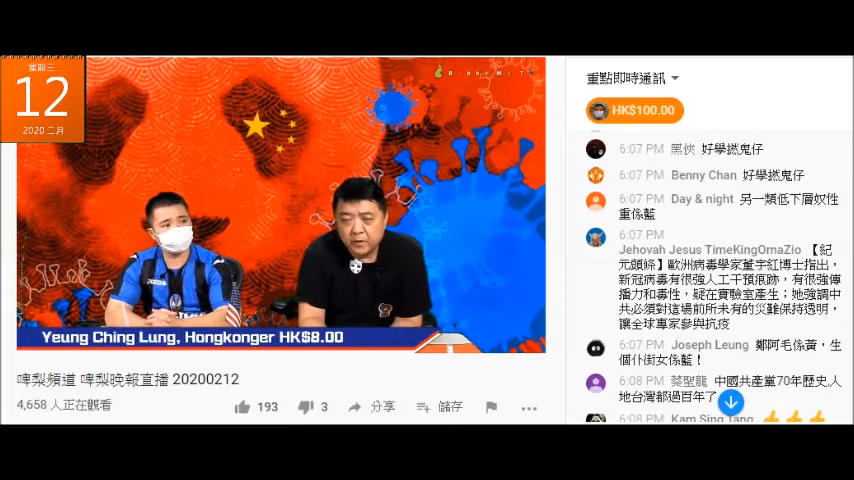 星期三
12
2020 二月
BennyMoTT
Joma
Yeung Ching Lung, Hongkonger HK$8.00
啤梨頻道 啤梨晚報直播 20200212
4,658 人正在觀看
193
3
分享
儲存
重點即時通訊
HK$100.00
6:07 PM 黑俠 好學撚鬼仔
6:07 PM Benny Chan 好學撚鬼仔
6:07 PM Day & night 另一類低下層奴性
重係藍
6:07 PM
Jehovah Jesus TimeKingOmaZio 【紀
元頭條】歐洲病毒學家董宇紅博士指出，
新冠病毒有很強人工干預痕跡，有很強傳
播力和毒性，疑在實驗室產生；她強調中
共必須對這場前所未有的災難保持透明，
讓全球專家參與抗疫
6:07 PM Joseph Leung 鄭阿毛係黃，生
個仆街女係藍！
6:08 PM 蔡聖龍 中國共產黨70年歷史,人
地台灣都過百年了
6:08 PM Kam Sing Tang